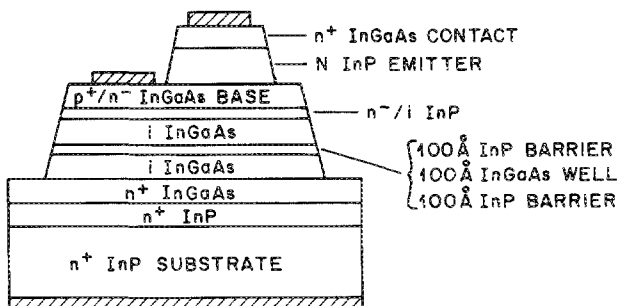 n+ InGaAs CONTACT
N InP EMITTER
p+/n- InGaAs BASE
n-/i InP
i InGaAs
100Å InP BARRIER
100Å InGaAs WELL
100Å InP BARRIER
i InGaAs
n+ InGaAs
n+ InP
n+ InP SUBSTRATE